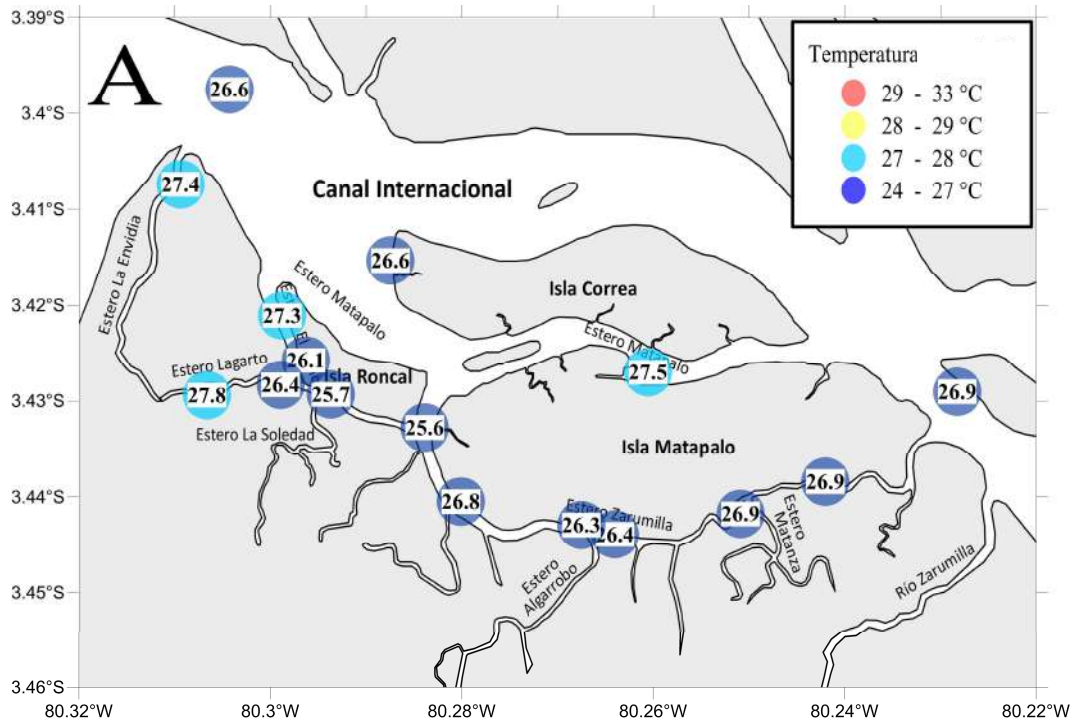 3.39°S
3.4°S
3.41°S
3.42°S
3.43°S
3.44°S
3.45°S
3.46°S
80.32°W
80.3°W
80.28°W
80.26°W
80.24°W
80.22°W
A
Temperatura
29 - 33 °C
28 - 29 °C
27 - 28 °C
24 - 27 °C
26.6
27.4
Canal Internacional
Estero La Envidia
26.6
Estero Matapalo
Isla Correa
27.3
Estero Matapalo
26.1
Estero Lagarto
27.5
26.4
Isla Roncal
27.8
25.7
26.9
25.6
Estero La Soledad
Isla Matapalo
26.9
26.8
Estero Zarumilla
26.9
26.3
26.4
Estero
Matanza
Estero
Algarrobo
Río Zarumilla